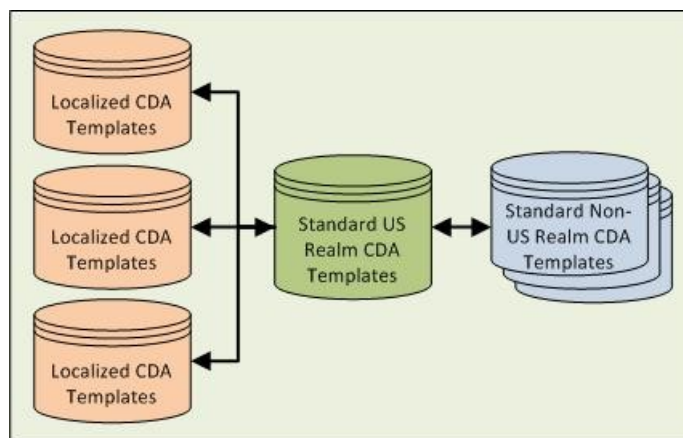 Localized CDA
Templates
Localized CDA
Templates
Localized CDA
Templates
Standard US
Realm CDA
Templates
Standard Non-
US Realm CDA
Templates